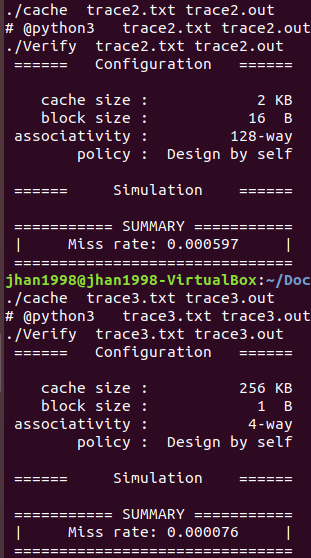 ./cache  trace2.txt trace2.out
# @python3   trace2.txt trace2.out
./Verify  trace2.txt trace2.out
======   Configuration   ======
cache size :             2 KB
block size :            16  B
associativity :         128-way
policy :  Design by self
======     Simulation    ======
=========== SUMMARY ===========
|     Miss rate: 0.000597     |
===============================
jhan1998@jhan1998-VirtualBox:~/Doc
./cache  trace3.txt trace3.out
# @python3   trace3.txt trace3.out
./Verify  trace3.txt trace3.out
======   Configuration   ======
cache size :           256 KB
block size :             1  B
associativity :           4-way
policy :  Design by self
======     Simulation    ======
=========== SUMMARY ===========
|     Miss rate: 0.000076     |
===============================